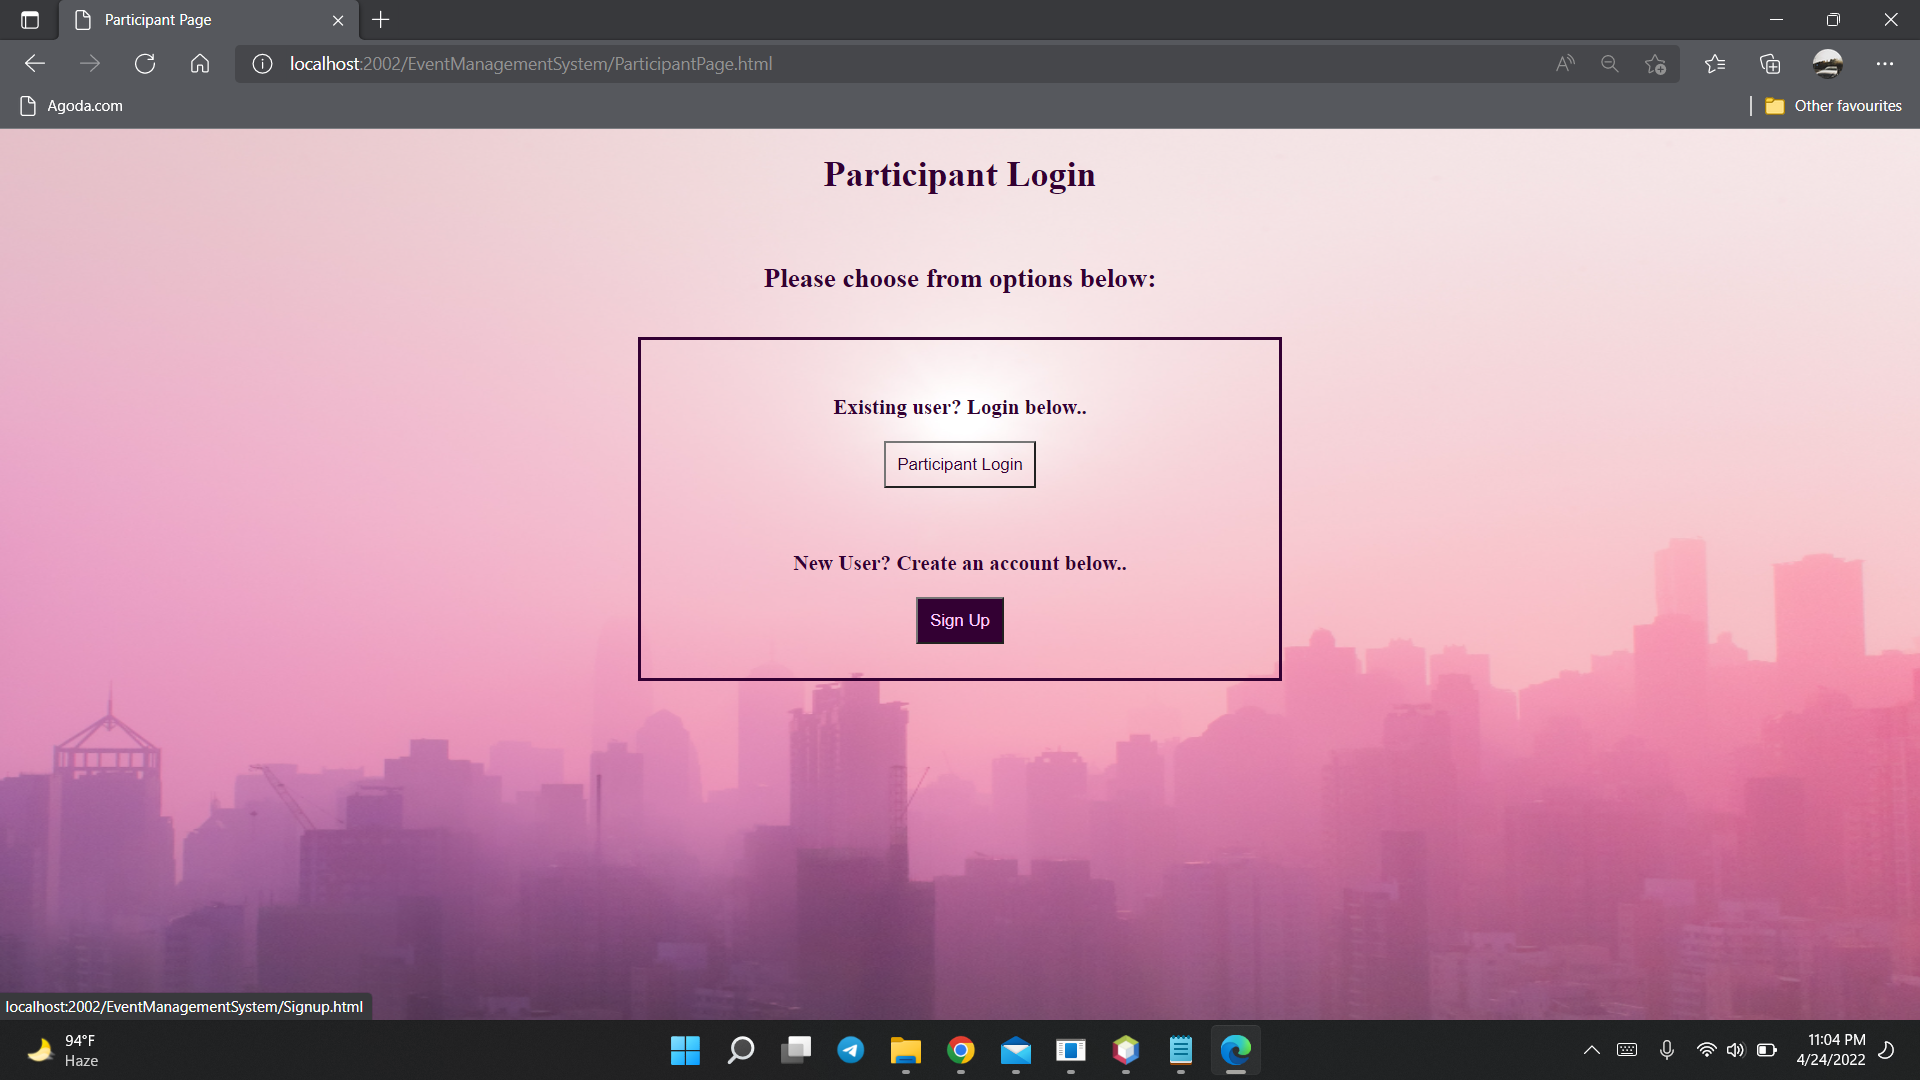 Participant Page
localhost:2002/EventManagementSystem/ParticipantPage.html
Agoda.com
Other favourites
Participant Login
Please choose from options below:
Existing user? Login below..
Participant Login
New User? Create an account below..
Sign Up
localhost:2002/EventManagementSystem/Signup.html
94°F
Haze
11:04 PM
4/24/2022